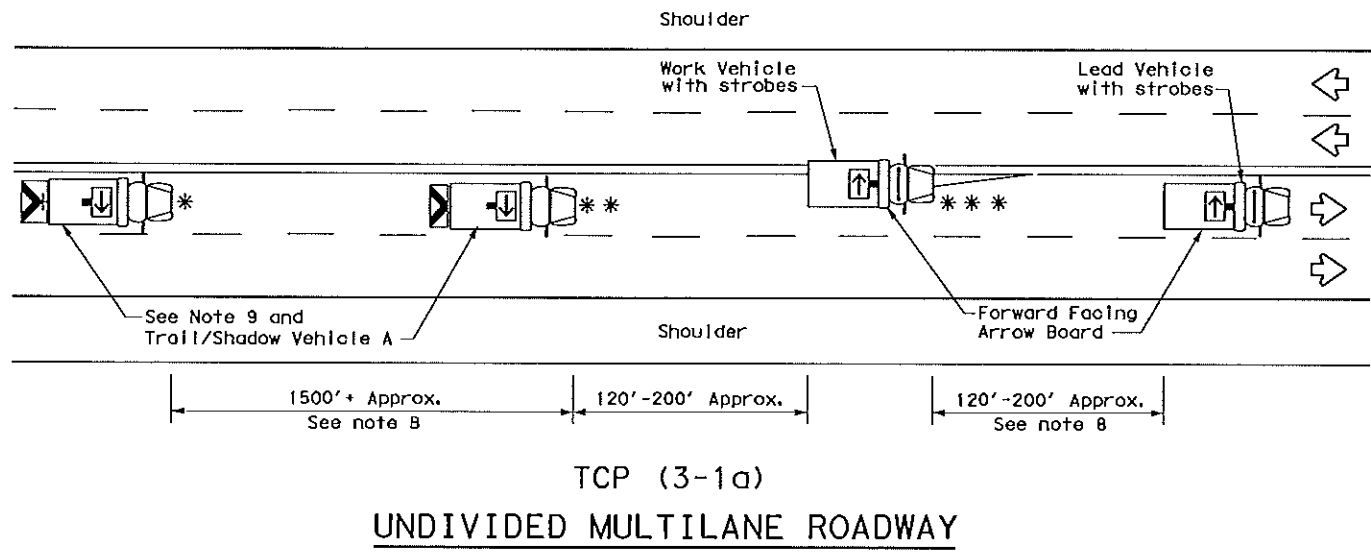 Shoulder
Work Vehicle
with strobes
Lead Vehicle
with strobes
*
* *
* * *
See Note 9 and
Trail/Shadow Vehicle A
Shoulder
Forward Facing
Arrow Board
1500'+ Approx.
See note 8
120'-200' Approx.
120'-200' Approx.
See note 8
TCP (3-1a)
UNDIVIDED MULTILANE ROADWAY